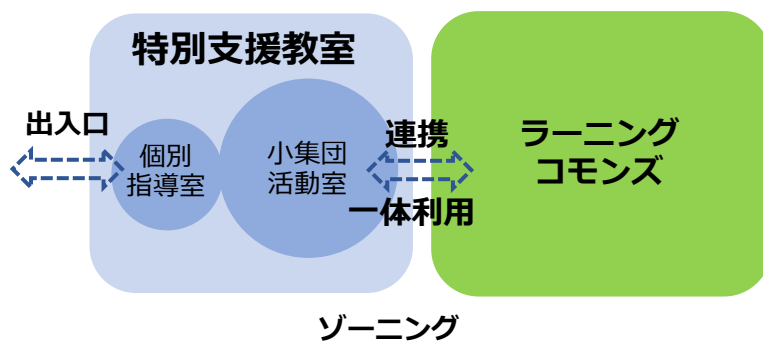 特別支援教室
出入口
個別
指導室
小集団
活動室
連携
一体利用
ラーニング
コモンズ
ゾーニング